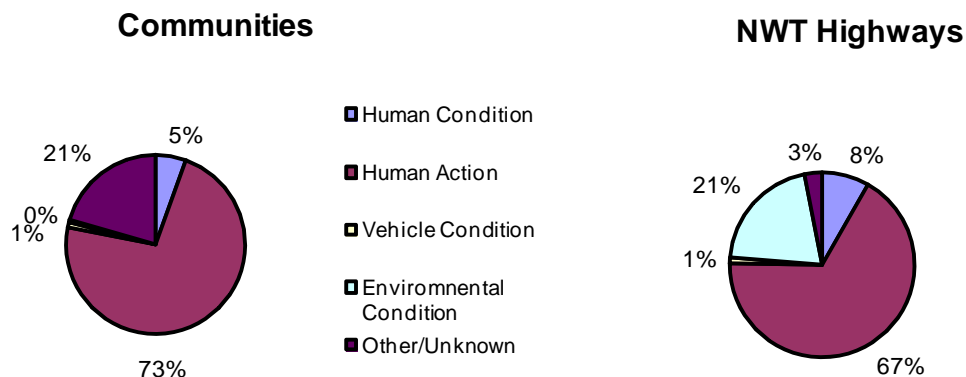 Communities
5%
21%
0%
1%
73%
Human Condition
Human Action
Vehicle Condition
Enviromnental
Condition
Other/Unknown
NWT Highways
3%
8%
21%
1%
67%